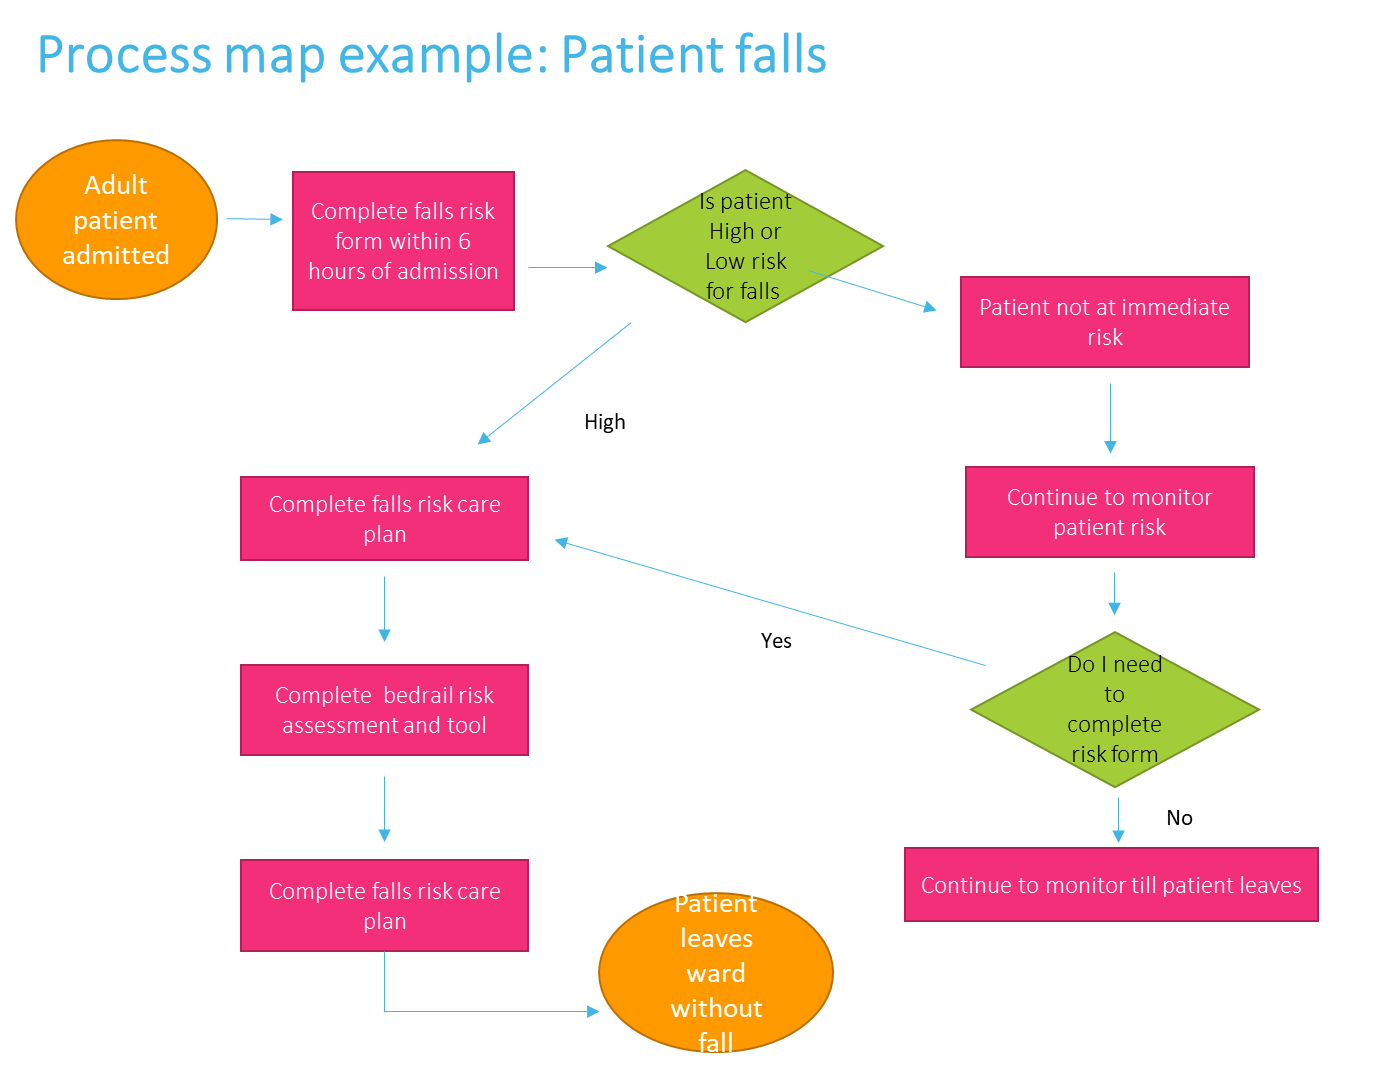 Process map example: Patient falls
Adult
patient
admitted
Complete falls risk
form within 6
hours of admission
Is patient
High or
Low risk
for falls
Patient not at immediate
risk
High
Complete falls risk care
plan
Continue to monitor
patient risk
Yes
Complete  bedrail risk
assessment and tool
Do I need
to
complete
risk form
No
Complete falls risk care
plan
Continue to monitor till patient leaves
Patient
leaves
ward
without
fall